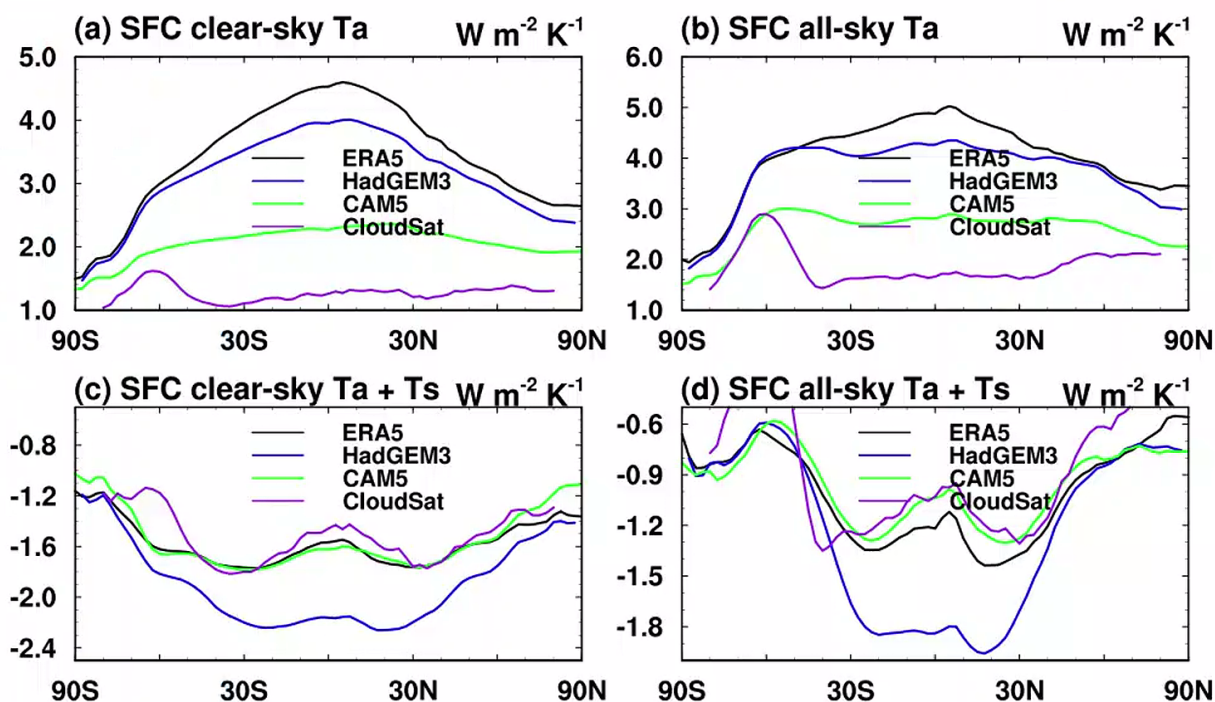 (a) SFC clear-sky Ta W m-2 K-1
5.0
4.0
3.0
2.0
1.0
ERA5
HadGEM3
CAM5
CloudSat
90S 30S 30N 90N
(b) SFC all-sky Ta W m-2 K-1
6.0
5.0
4.0
3.0
2.0
1.0
ERA5
HadGEM3
CAM5
CloudSat
90S 30S 30N 90N
(c) SFC clear-sky Ta + Ts W m-2 K-1
-0.8
-1.2
-1.6
-2.0
-2.4
ERA5
HadGEM3
CAM5
CloudSat
90S 30S 30N 90N
(d) SFC all-sky Ta + Ts W m-2 K-1
-0.6
-0.9
-1.2
-1.5
-1.8
ERA5
HadGEM3
CAM5
CloudSat
90S 30S 30N 90N